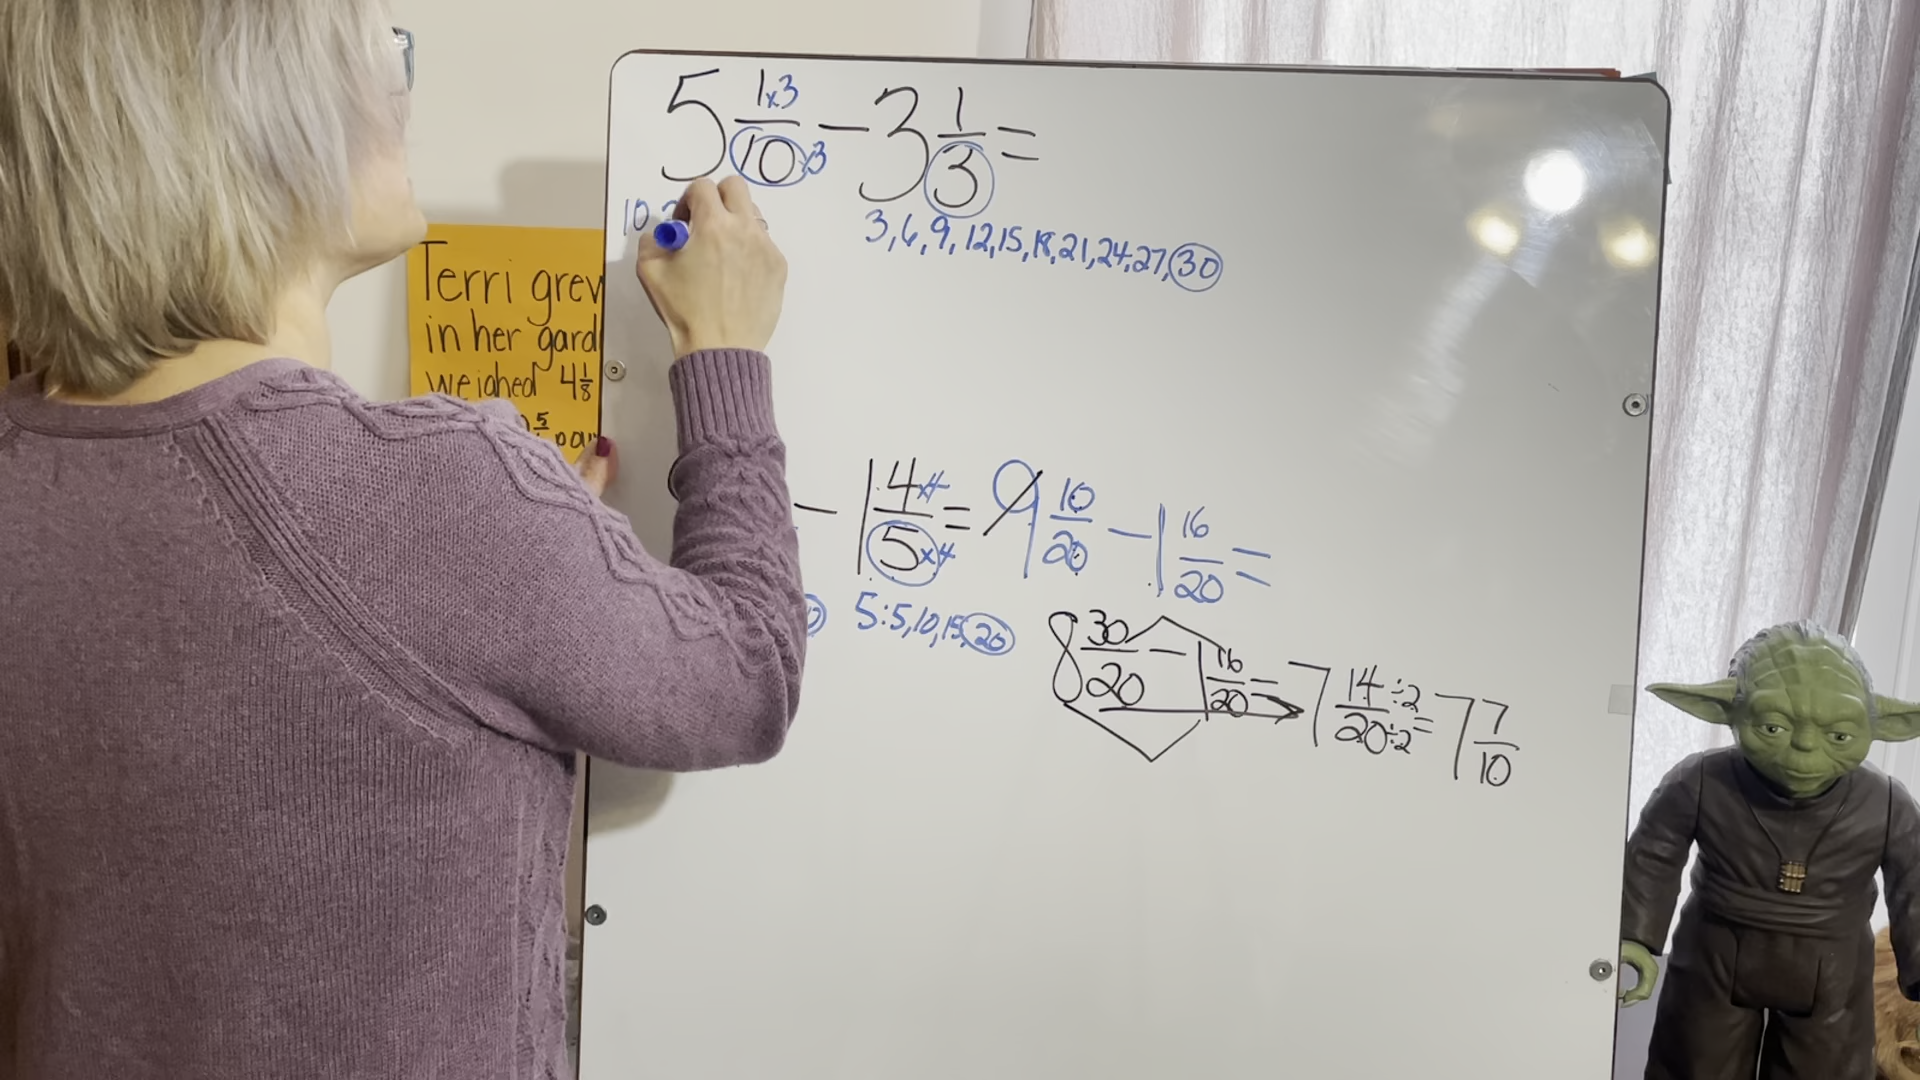 5 1x3/10x3 - 3 1/3 =
10
3,6,9,12,15,18,21,24,27,30
Terri grew
in her gard
weighed 4 1/8
5
- 1 4x4/5x4 = 9 10/20 - 1 16/20 =
5:5,10,15,20
8 30/20 - 1 16/20 = 7 14÷2/20÷2 = 7 7/10